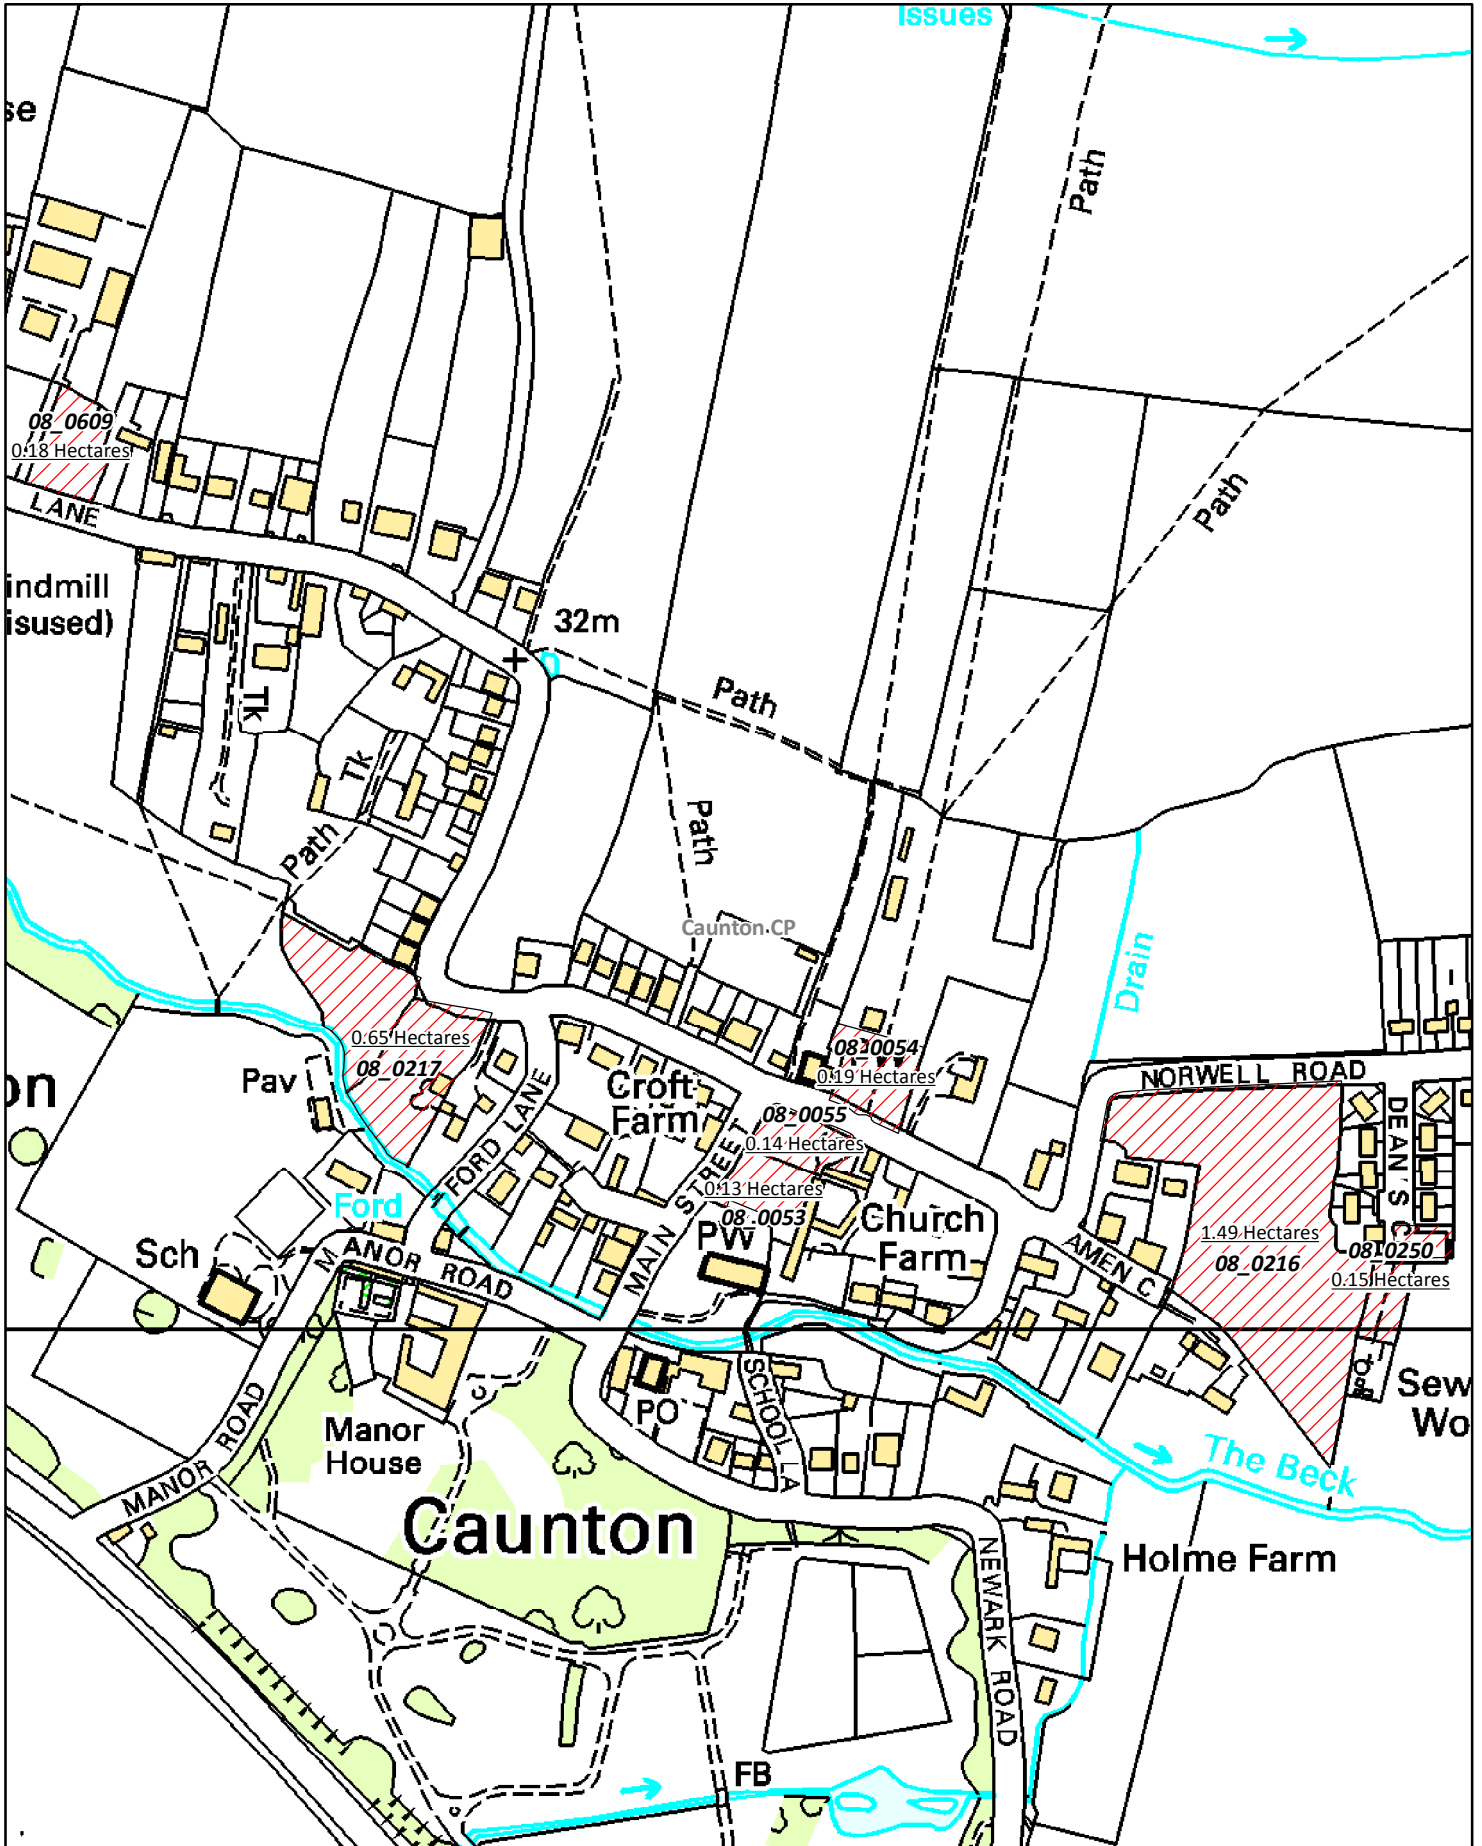 Issues
se
Path
08_0609
0.18 Hectares
LANE
Path
indmill
isused)
32m
Tk
Path
Tk
Path
Path
Caunton CP
Drain
0.65 Hectares
08_0217
08_0054
0.19 Hectares
NORWELL ROAD
on
Pav
Croft
Farm
FORD LANE
08_0055
0.14 Hectares
DEAN'S C
0.13 Hectares
08_0053
MAIN STREET
Ford
Church
Farm
1.49 Hectares
08_0216
08_0250
0.15 Hectares
Sch
MANOR ROAD
PW
AMEN C
SCHOOL LA
PO
Sew
Wo
Manor
House
MANOR ROAD
The Beck
Caunton
Holme Farm
NEWARK ROAD
FB